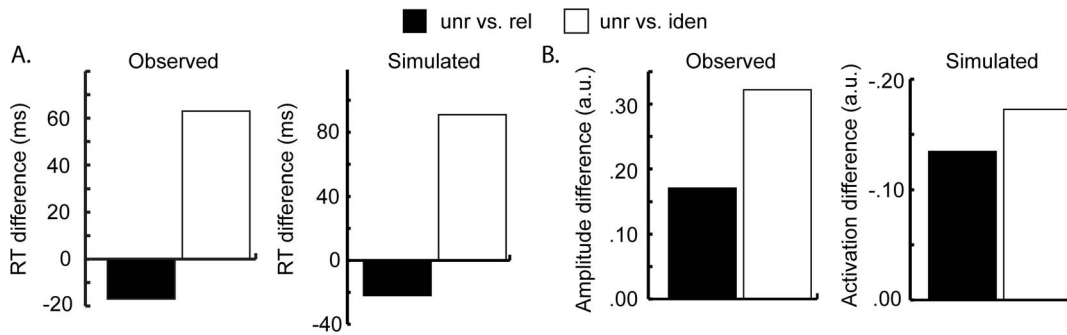 unr vs. rel unr vs. iden
A.
Observed
RT difference (ms)
60
40
20
0
-20
Simulated
RT difference (ms)
80
40
0
-40
B.
Observed
Amplitude difference (a.u.)
.30
.20
.10
.00
Simulated
Activation difference (a.u.)
-.20
-.10
.00